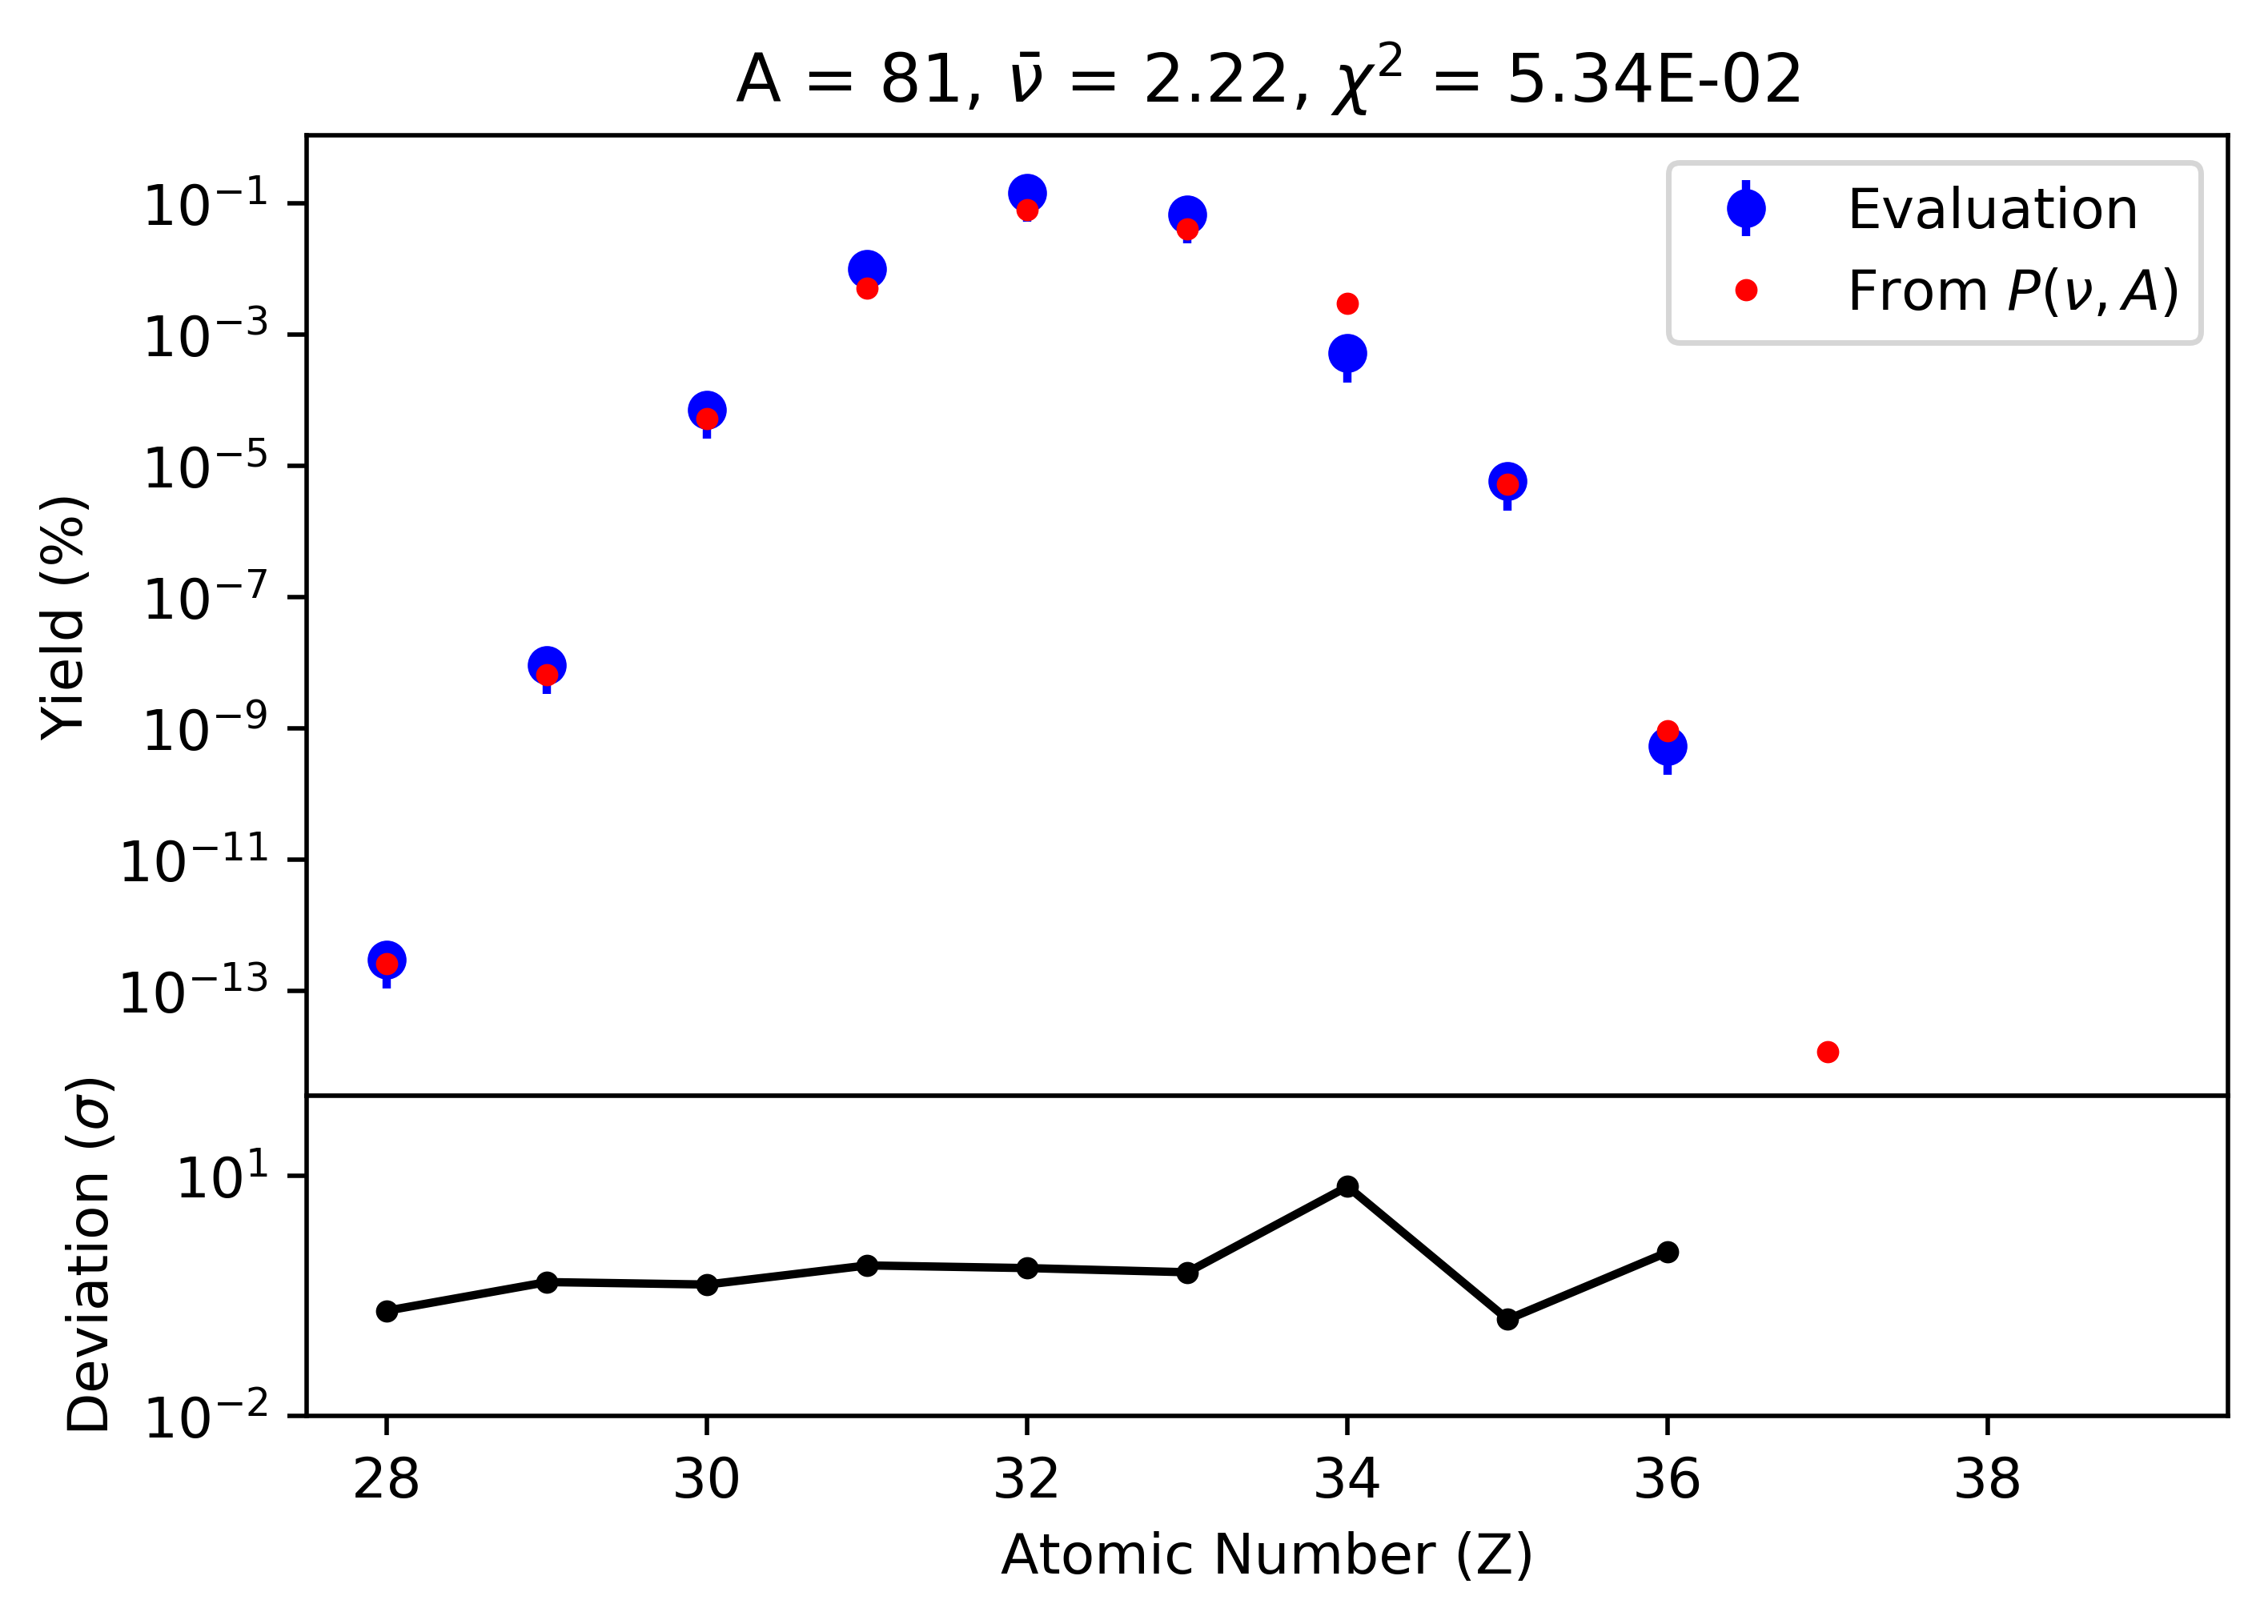 A = 81, ν̄ = 2.22, χ² = 5.34E-02
Evaluation
From P(ν, A)
Yield (%)
10⁻¹
10⁻³
10⁻⁵
10⁻⁷
10⁻⁹
10⁻¹¹
10⁻¹³
Deviation (σ)
10¹
10⁻²
28 30 32 34 36 38
Atomic Number (Z)